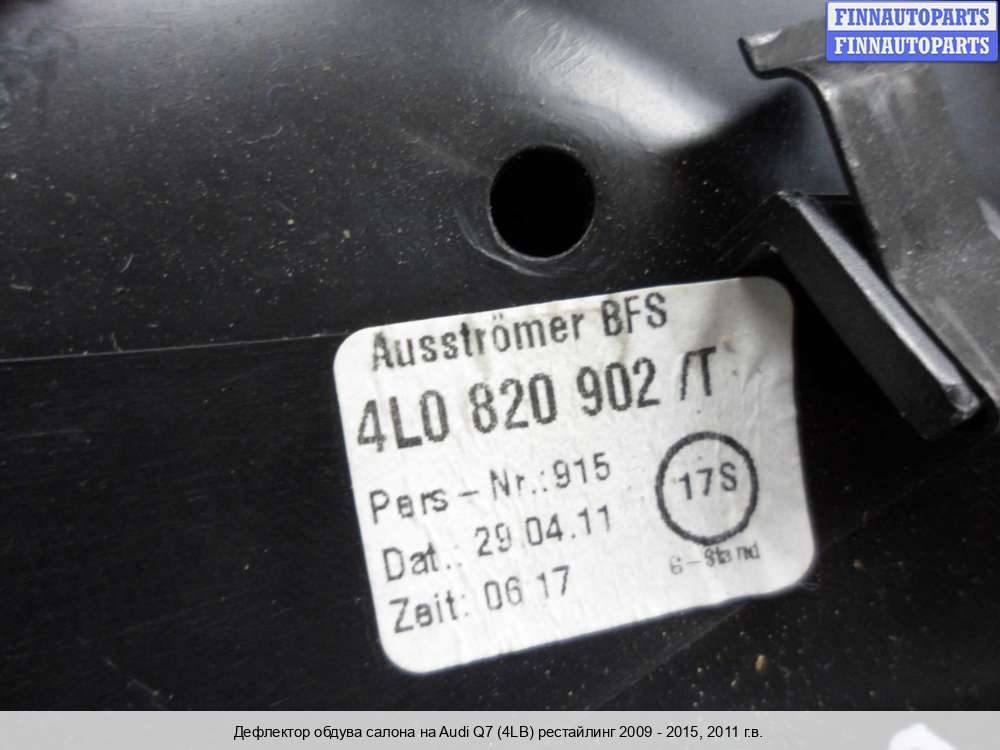 FINNAUTOPARTS
FINNAUTOPARTS
Ausströmer BFS
4L0 820 902 /T
Pers-Nr.:915
17S
Dat.: 29.04.11
G-Stand
Zeit: 06 17
Дефлектор обдува салона на Audi Q7 (4LB) рестайлинг 2009 - 2015, 2011 г.в.